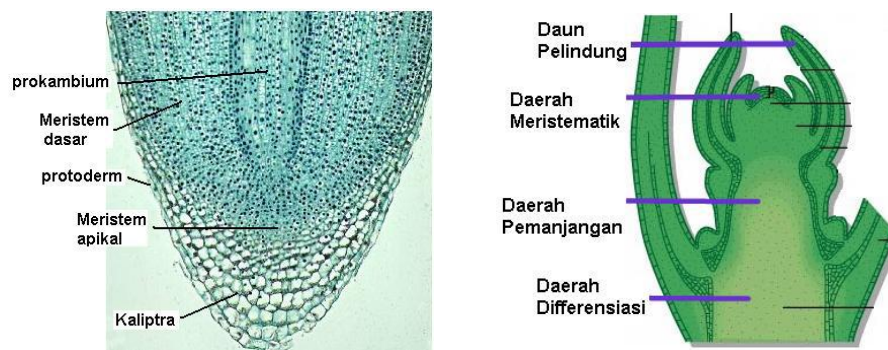 prokambium
Meristem
dasar
protoderm
Meristem
apikal
Kaliptra
Daun
Pelindung
Daerah
Meristematik
Daerah
Pemanjangan
Daerah
Differensiasi